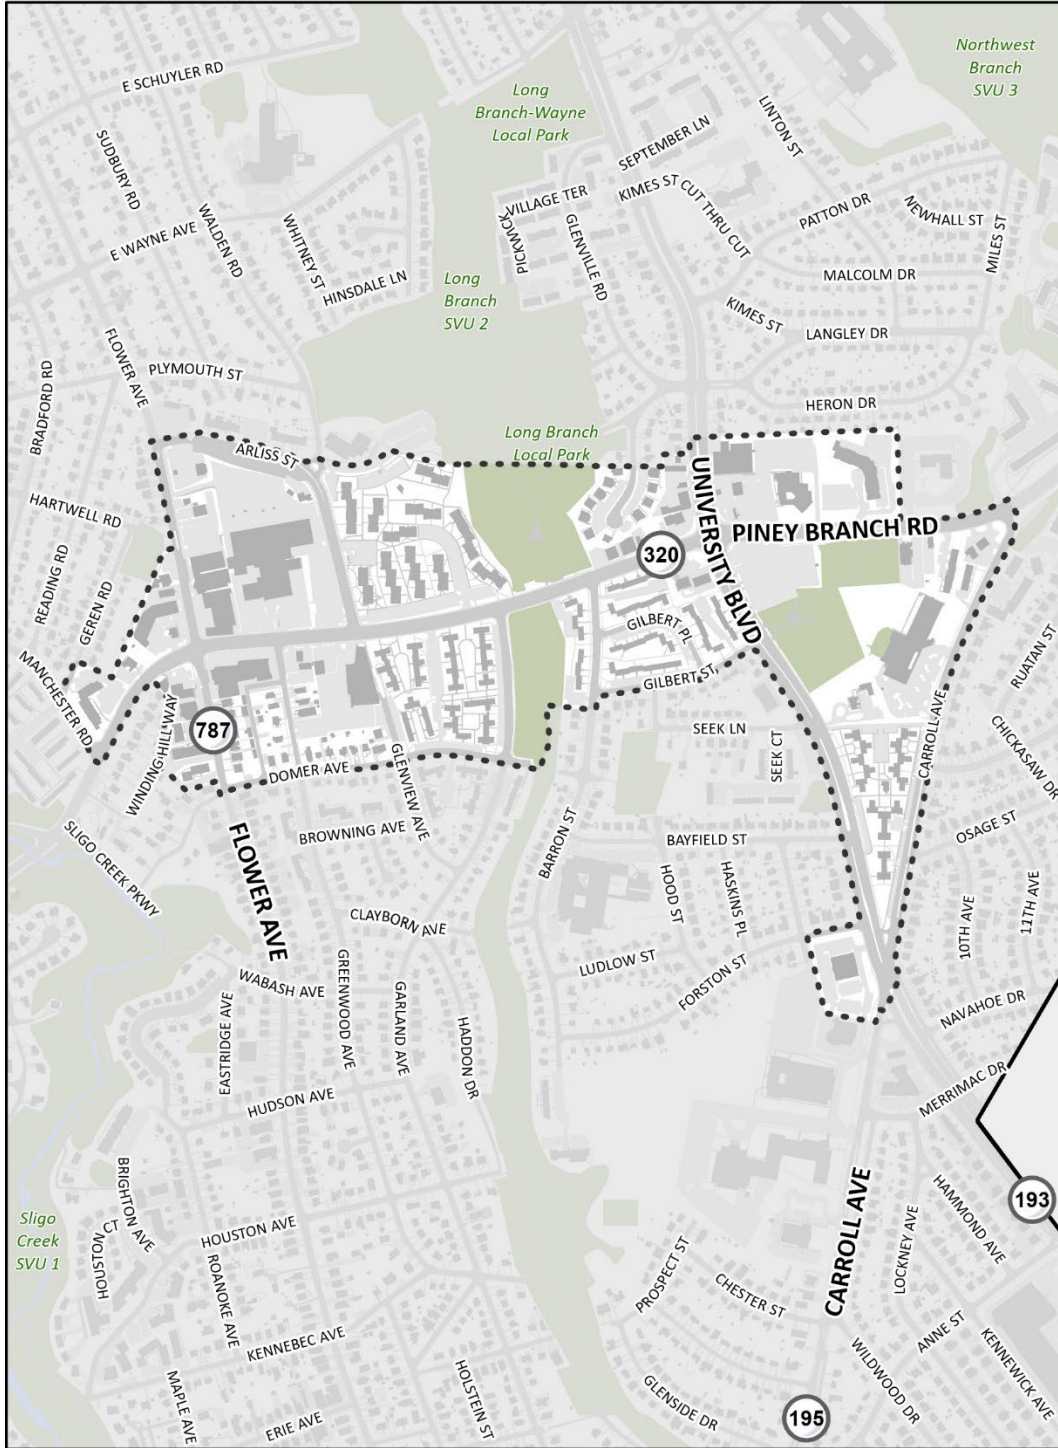 E SCHUYLER RD
SUDBURY RD
E WAYNE AVE
WALDEN RD
WHITNEY ST
HINSDALE LN
Long
Branch-Wayne
Local Park
Northwest
Branch
SVU 3
LINTON ST
SEPTEMBER LN
KIMES ST
CUT THRU CUT
VILLAGE TER
PICKWICK
GLENVILLE RD
PATTON DR
NEWHALL ST
MILES ST
MALCOLM DR
KIMES ST
LANGLEY DR
HERON DR
Long
Branch
SVU 2
FLOWER AVE
PLYMOUTH ST
BRADFORD RD
ARLISS ST
Long Branch
Local Park
HARTWELL RD
READING RD
GEREN RD
MANCHESTER RD
UNIVERSITY BLVD
PINEY BRANCH RD
320
GILBERT PL
GILBERT ST
RUATAN ST
CARROLL AVE
CHICKASAW DR
WINDING HILL WAY
787
DOMER AVE
GLENVIEW AVE
SEEK LN
SEEK CT
SLIGO CREEK PKWY
FLOWER AVE
BROWNING AVE
BARRON ST
BAYFIELD ST
OSAGE ST
HOOD ST
HASKINS PL
10TH AVE
11TH AVE
CLAYBORN AVE
LUDLOW ST
FORSTON ST
WABASH AVE
GREENWOOD AVE
GARLAND AVE
EASTRIDGE AVE
HADDON DR
NAVAHOE DR
HUDSON AVE
MERRIMAC DR
BRIGHTON AVE
Sligo
Creek
SVU 1
HOUSTON CT
HOUSTON AVE
ROANOKE AVE
CARROLL AVE
HAMMOND AVE
193
LOCKNEY AVE
PROSPECT ST
CHESTER ST
KENNEBEC AVE
ANNE ST
WILDWOOD DR
KENNEWICK AVE
MAPLE AVE
ERIE AVE
HOLSTEIN ST
GLENSIDE DR
195